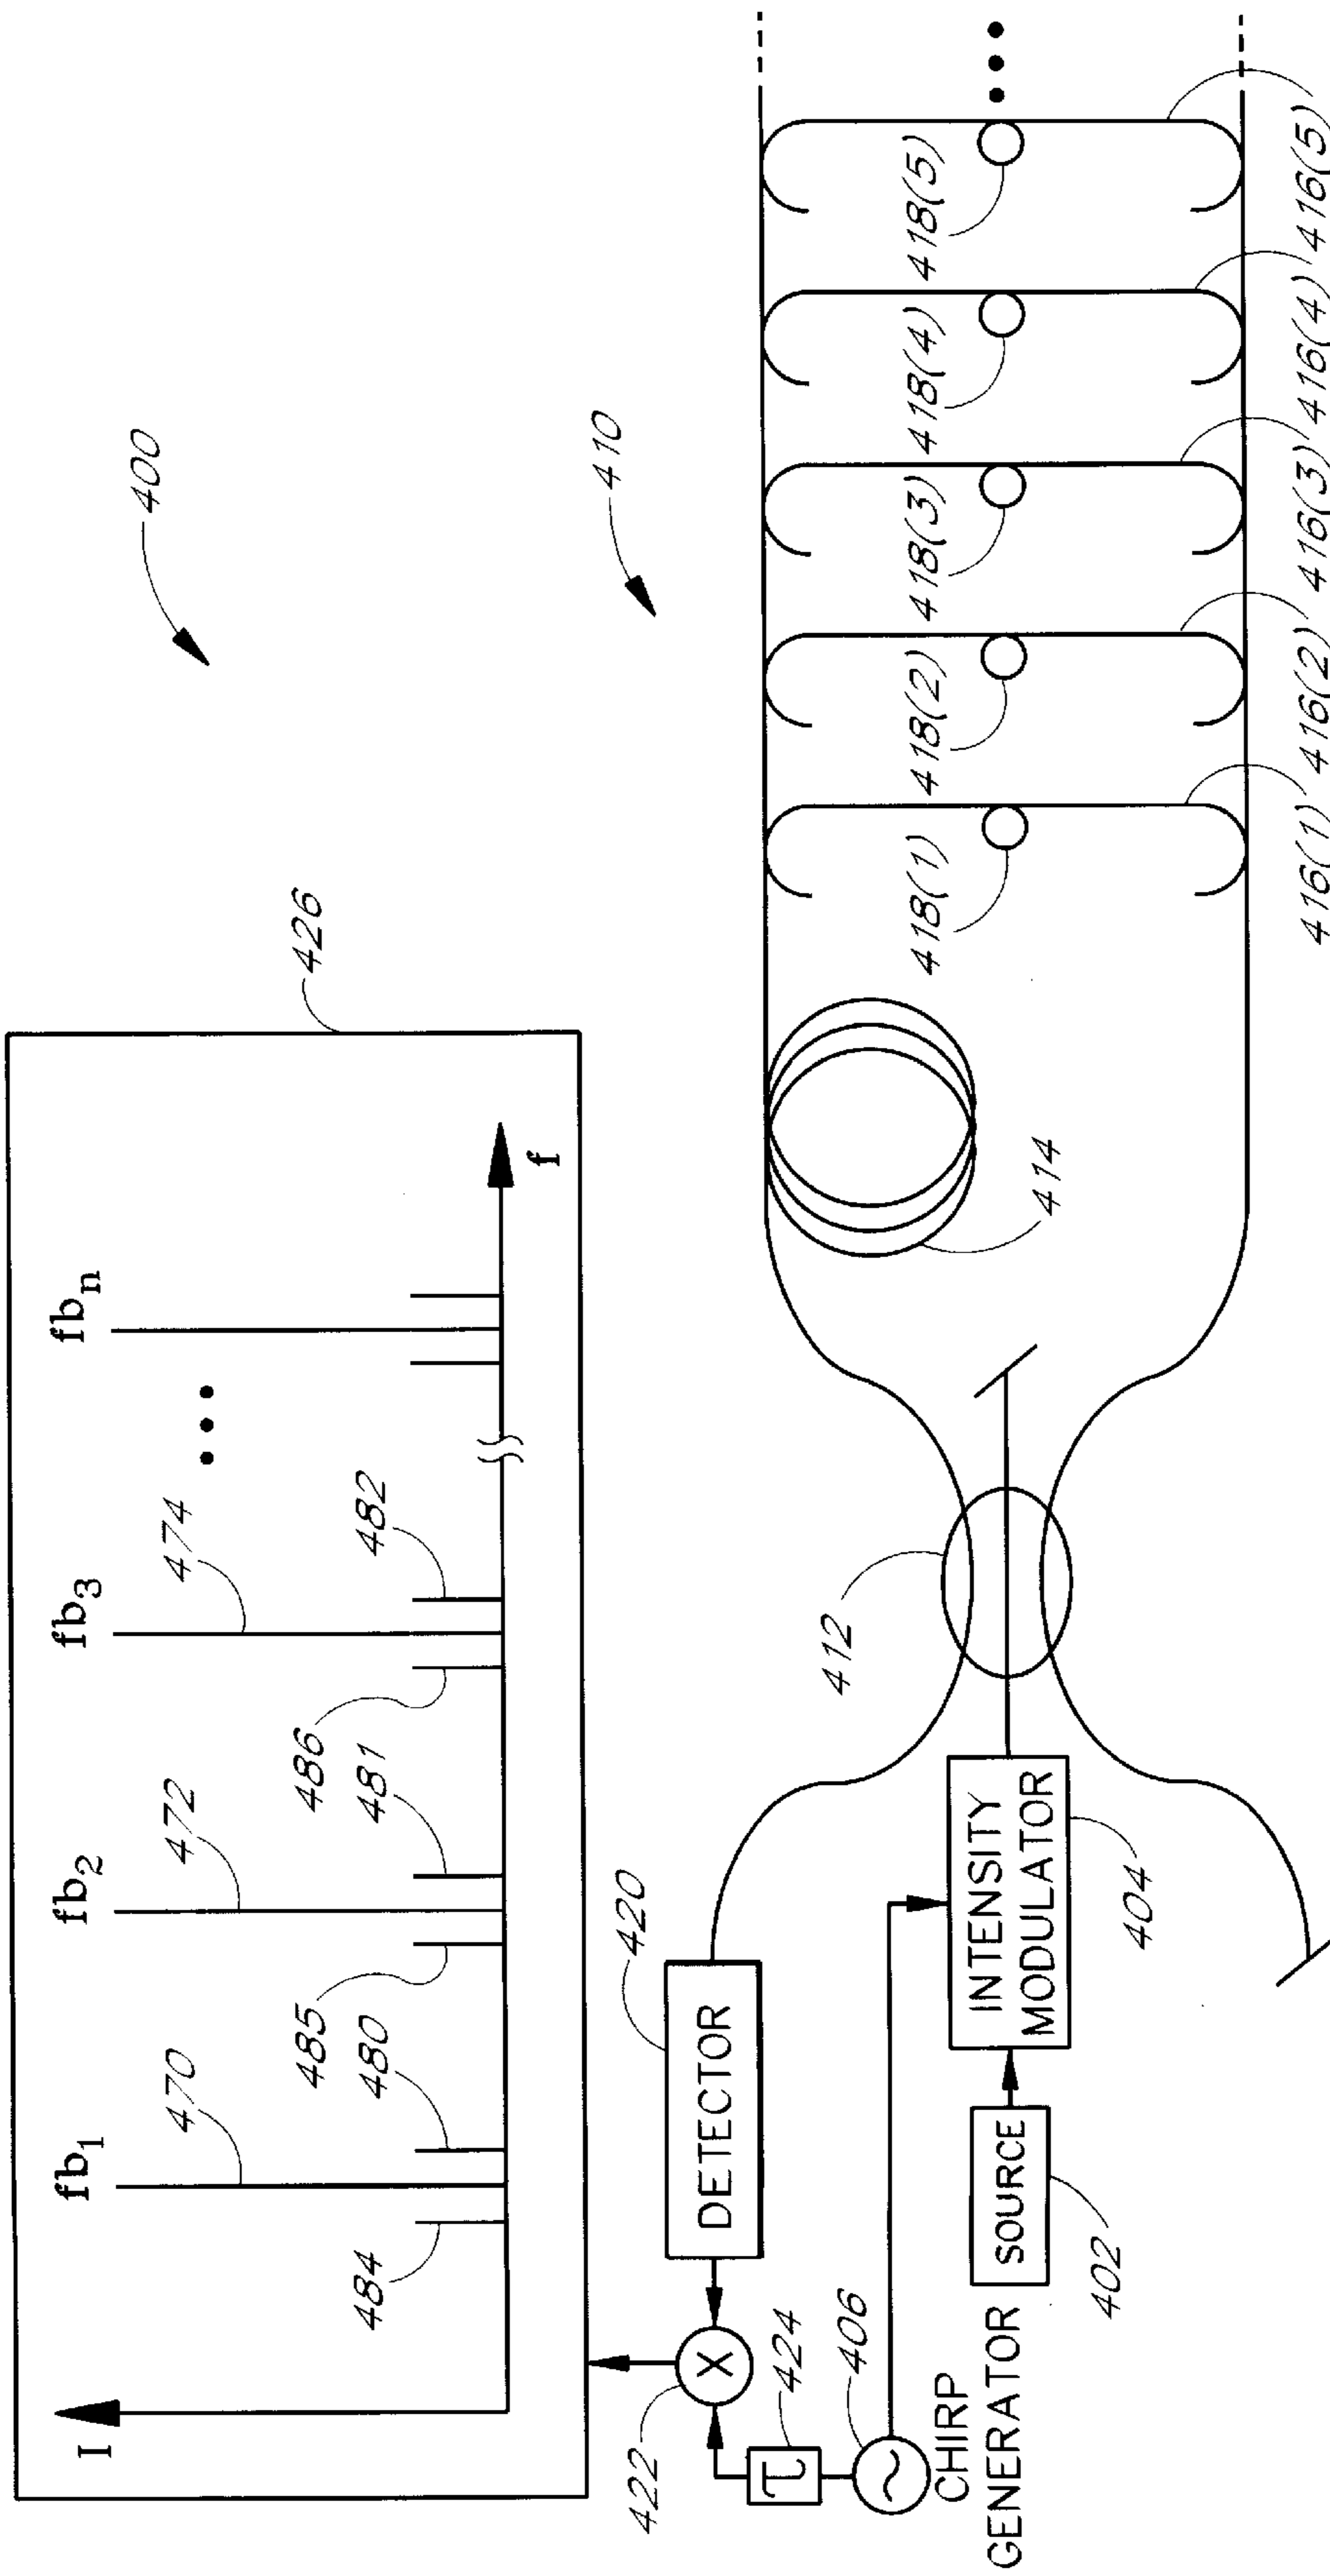 400
426
I
fb1
fb2
fb3
fbn
470
472
474
484
480
485
481
486
482
f
410
422
DETECTOR
420
τ
424
406
CHIRP
GENERATOR
SOURCE
402
INTENSITY
MODULATOR
404
412
414
418(1)
418(2)
418(3)
418(4)
418(5)
416(1)
416(2)
416(3)
416(4)
416(5)
X